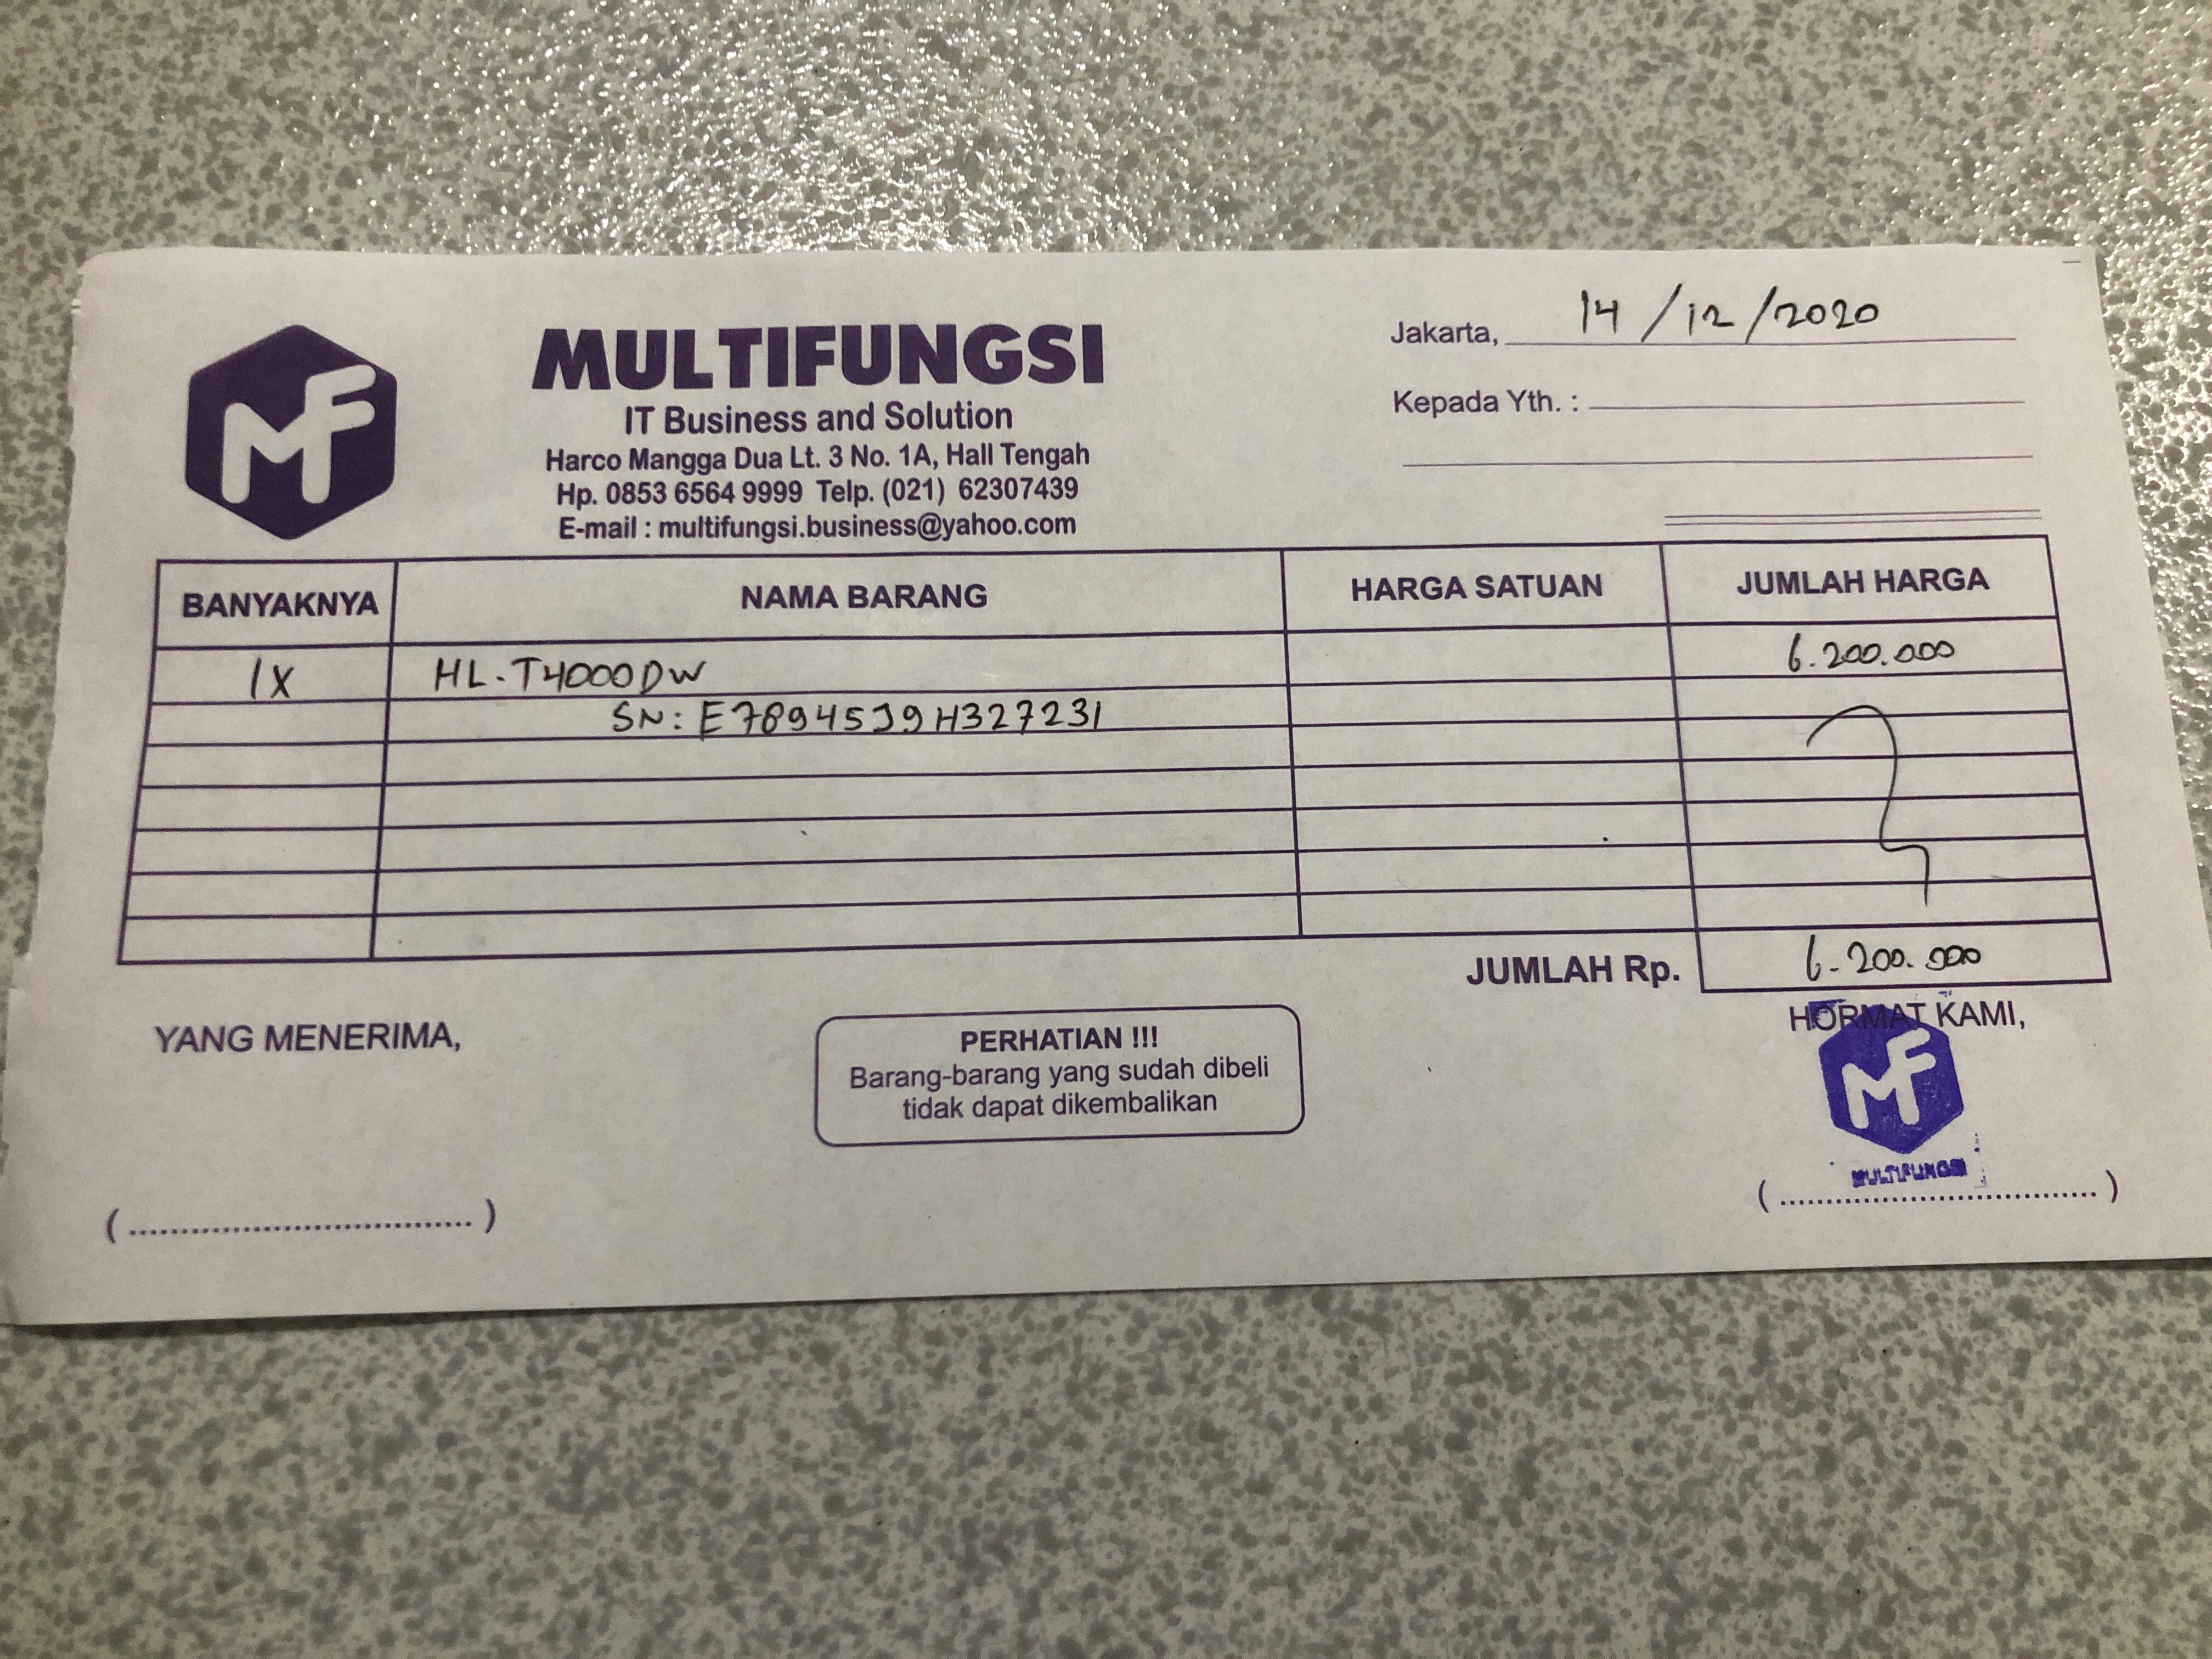 MF
MULTIFUNGSI
IT Business and Solution
Harco Mangga Dua Lt. 3 No. 1A, Hall Tengah
Hp. 0853 6564 9999 Telp. (021) 62307439
E-mail : multifungsi.business@yahoo.com
Jakarta, 14/12/2020
Kepada Yth. :
BANYAKNYA NAMA BARANG HARGA SATUAN JUMLAH HARGA
1X HL-T4000DW 6.200.000
SN: E78945J9H327231
JUMLAH Rp. 6.200.000
YANG MENERIMA,
(..................................)
PERHATIAN !!!
Barang-barang yang sudah dibeli
tidak dapat dikembalikan
HORMAT KAMI,
MF
MULTIFUNGSI
(..................................)